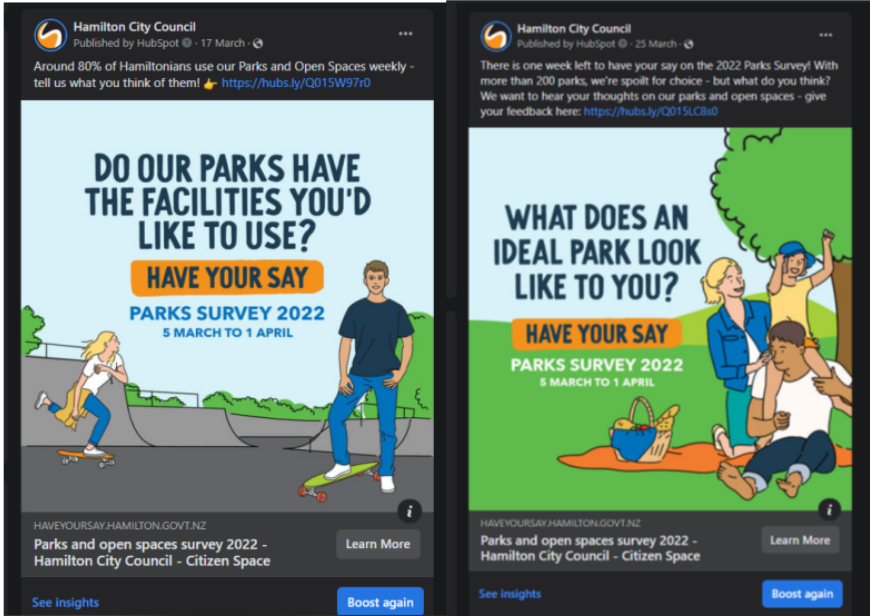 Hamilton City Council
Published by HubSpot · 17 March ·
Around 80% of Hamiltonians use our Parks and Open Spaces weekly -
tell us what you think of them! 👉 https://hubs.ly/Q015W97r0
DO OUR PARKS HAVE
THE FACILITIES YOU'D
LIKE TO USE?
HAVE YOUR SAY
PARKS SURVEY 2022
5 MARCH TO 1 APRIL
i
HAVEYOURSAY.HAMILTON.GOVT.NZ
Parks and open spaces survey 2022 -
Hamilton City Council - Citizen Space
Learn More
See insights
Boost again
Hamilton City Council
Published by HubSpot · 25 March ·
There is one week left to have your say on the 2022 Parks Survey! With
more than 200 parks, we're spoilt for choice - but what do you think?
We want to hear your thoughts on our parks and open spaces - give
your feedback here: https://hubs.ly/Q015LC8s0
WHAT DOES AN
IDEAL PARK LOOK
LIKE TO YOU?
HAVE YOUR SAY
PARKS SURVEY 2022
5 MARCH TO 1 APRIL
i
HAVEYOURSAY.HAMILTON.GOVT.NZ
Parks and open spaces survey 2022 -
Hamilton City Council - Citizen Space
Learn More
See insights
Boost again